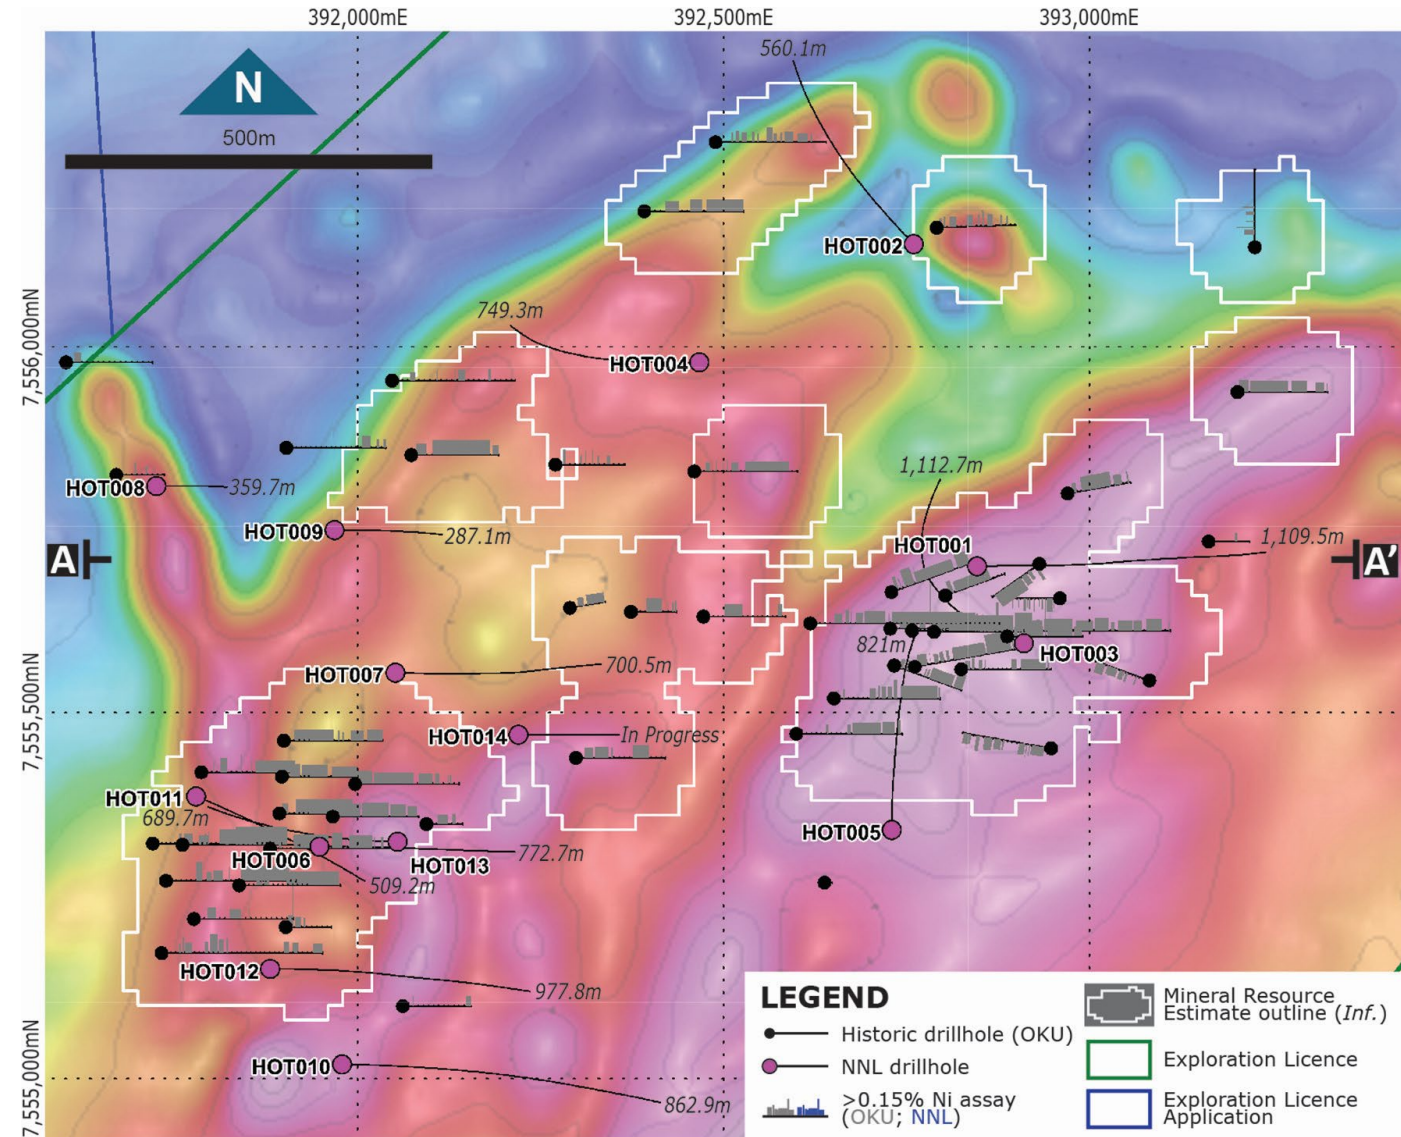 392,000mE
392,500mE
393,000mE
560.1m
N
500m
HOT002
7,556,000mN
749.3m
HOT004
1,112.7m
HOT008
359.7m
HOT009
287.1m
HOT001
1,109.5m
A
A'
821m
HOT003
HOT007
700.5m
7,555,500mN
HOT014
In Progress
HOT011
689.7m
HOT005
HOT006
HOT013
772.7m
509.2m
HOT012
977.8m
7,555,000mN
HOT010
862.9m
LEGEND
Historic drillhole (OKU)
NNL drillhole
>0.15% Ni assay
(OKU; NNL)
Mineral Resource
Estimate outline (Inf.)
Exploration Licence
Exploration Licence
Application